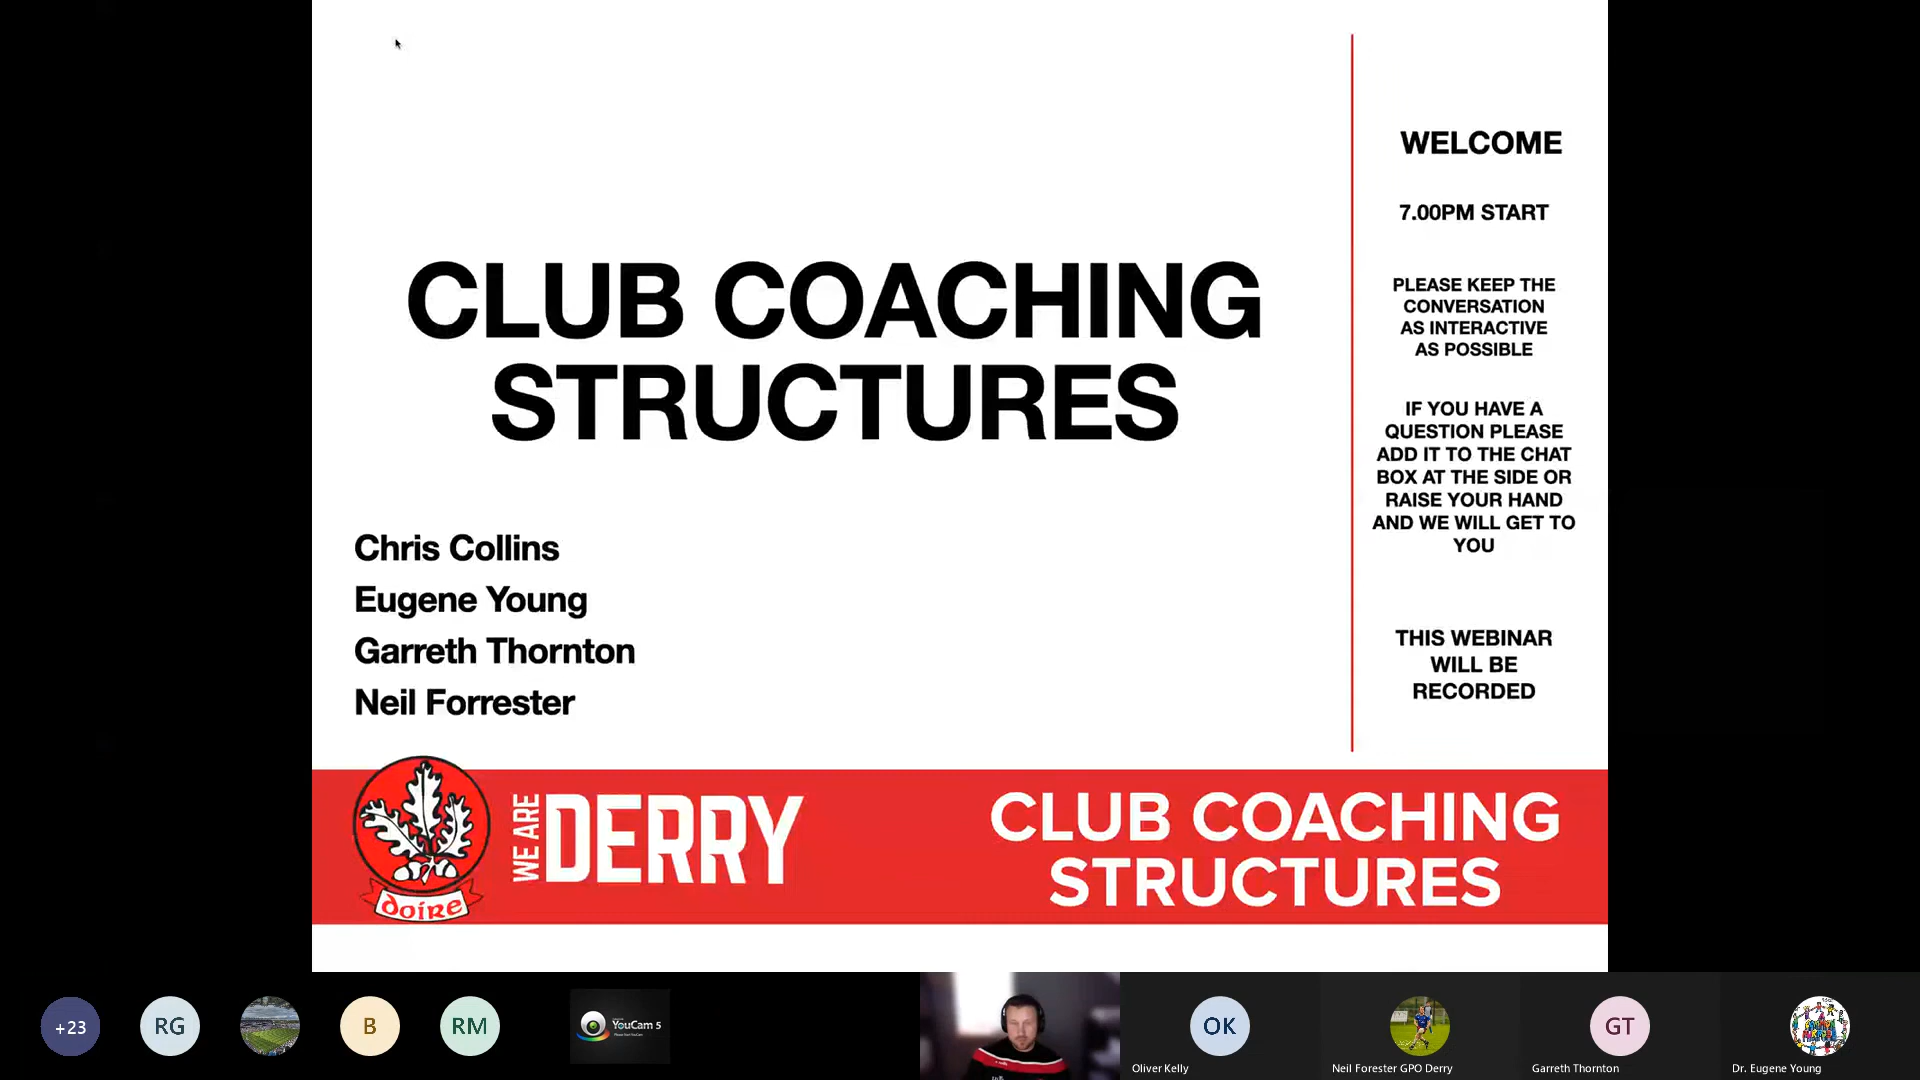 CLUB COACHING
STRUCTURES
Chris Collins
Eugene Young
Garreth Thornton
Neil Forrester
WELCOME
7.00PM START
PLEASE KEEP THE
CONVERSATION
AS INTERACTIVE
AS POSSIBLE
IF YOU HAVE A
QUESTION PLEASE
ADD IT TO THE CHAT
BOX AT THE SIDE OR
RAISE YOUR HAND
AND WE WILL GET TO
YOU
THIS WEBINAR
WILL BE
RECORDED
doire
WE ARE
DERRY
CLUB COACHING
STRUCTURES
+23
RG
B
RM
YouCam 5
OK
GT
Oliver Kelly
Neil Forester GPO Derry
Garreth Thornton
Dr. Eugene Young